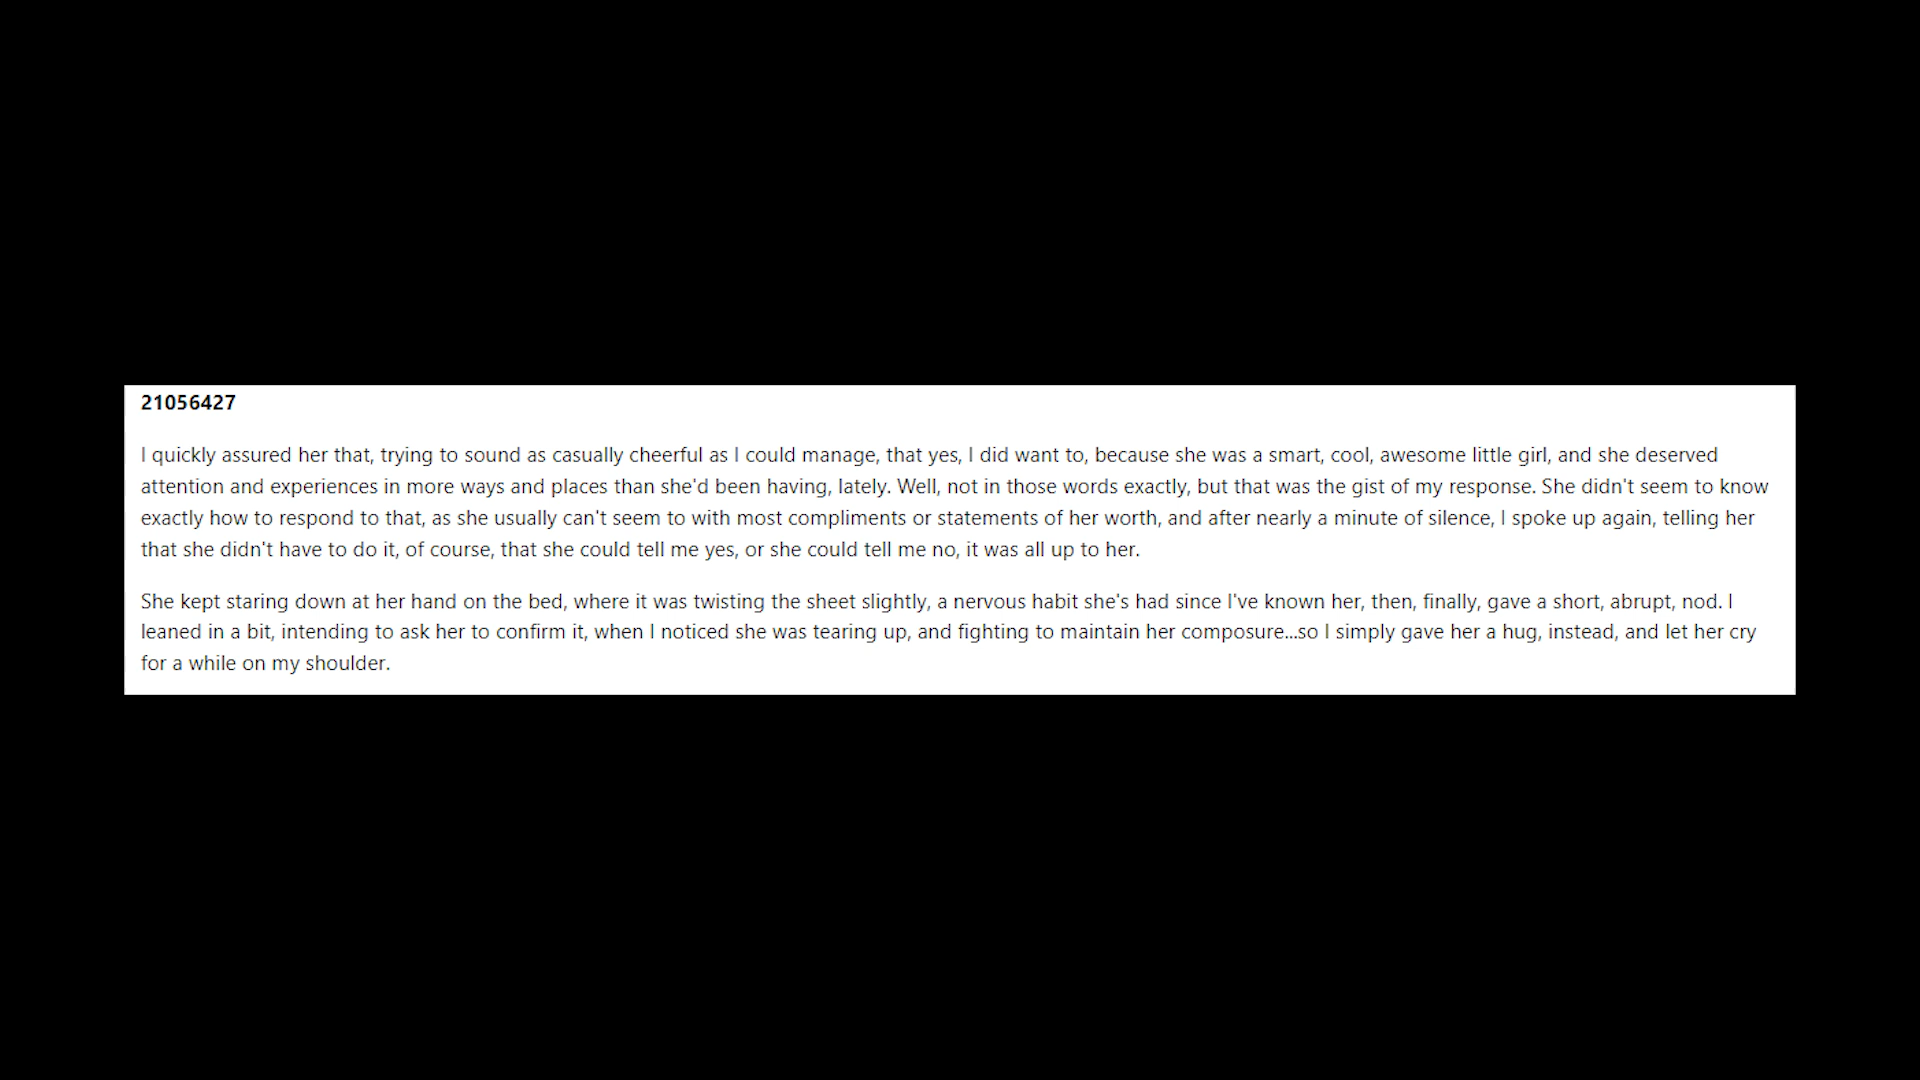 21056427
I quickly assured her that, trying to sound as casually cheerful as I could manage, that yes, I did want to, because she was a smart, cool, awesome little girl, and she deserved
attention and experiences in more ways and places than she'd been having, lately. Well, not in those words exactly, but that was the gist of my response. She didn't seem to know
exactly how to respond to that, as she usually can't seem to with most compliments or statements of her worth, and after nearly a minute of silence, I spoke up again, telling her
that she didn't have to do it, of course, that she could tell me yes, or she could tell me no, it was all up to her.
She kept staring down at her hand on the bed, where it was twisting the sheet slightly, a nervous habit she's had since I've known her, then, finally, gave a short, abrupt, nod. I
leaned in a bit, intending to ask her to confirm it, when I noticed she was tearing up, and fighting to maintain her composure...so I simply gave her a hug, instead, and let her cry
for a while on my shoulder.